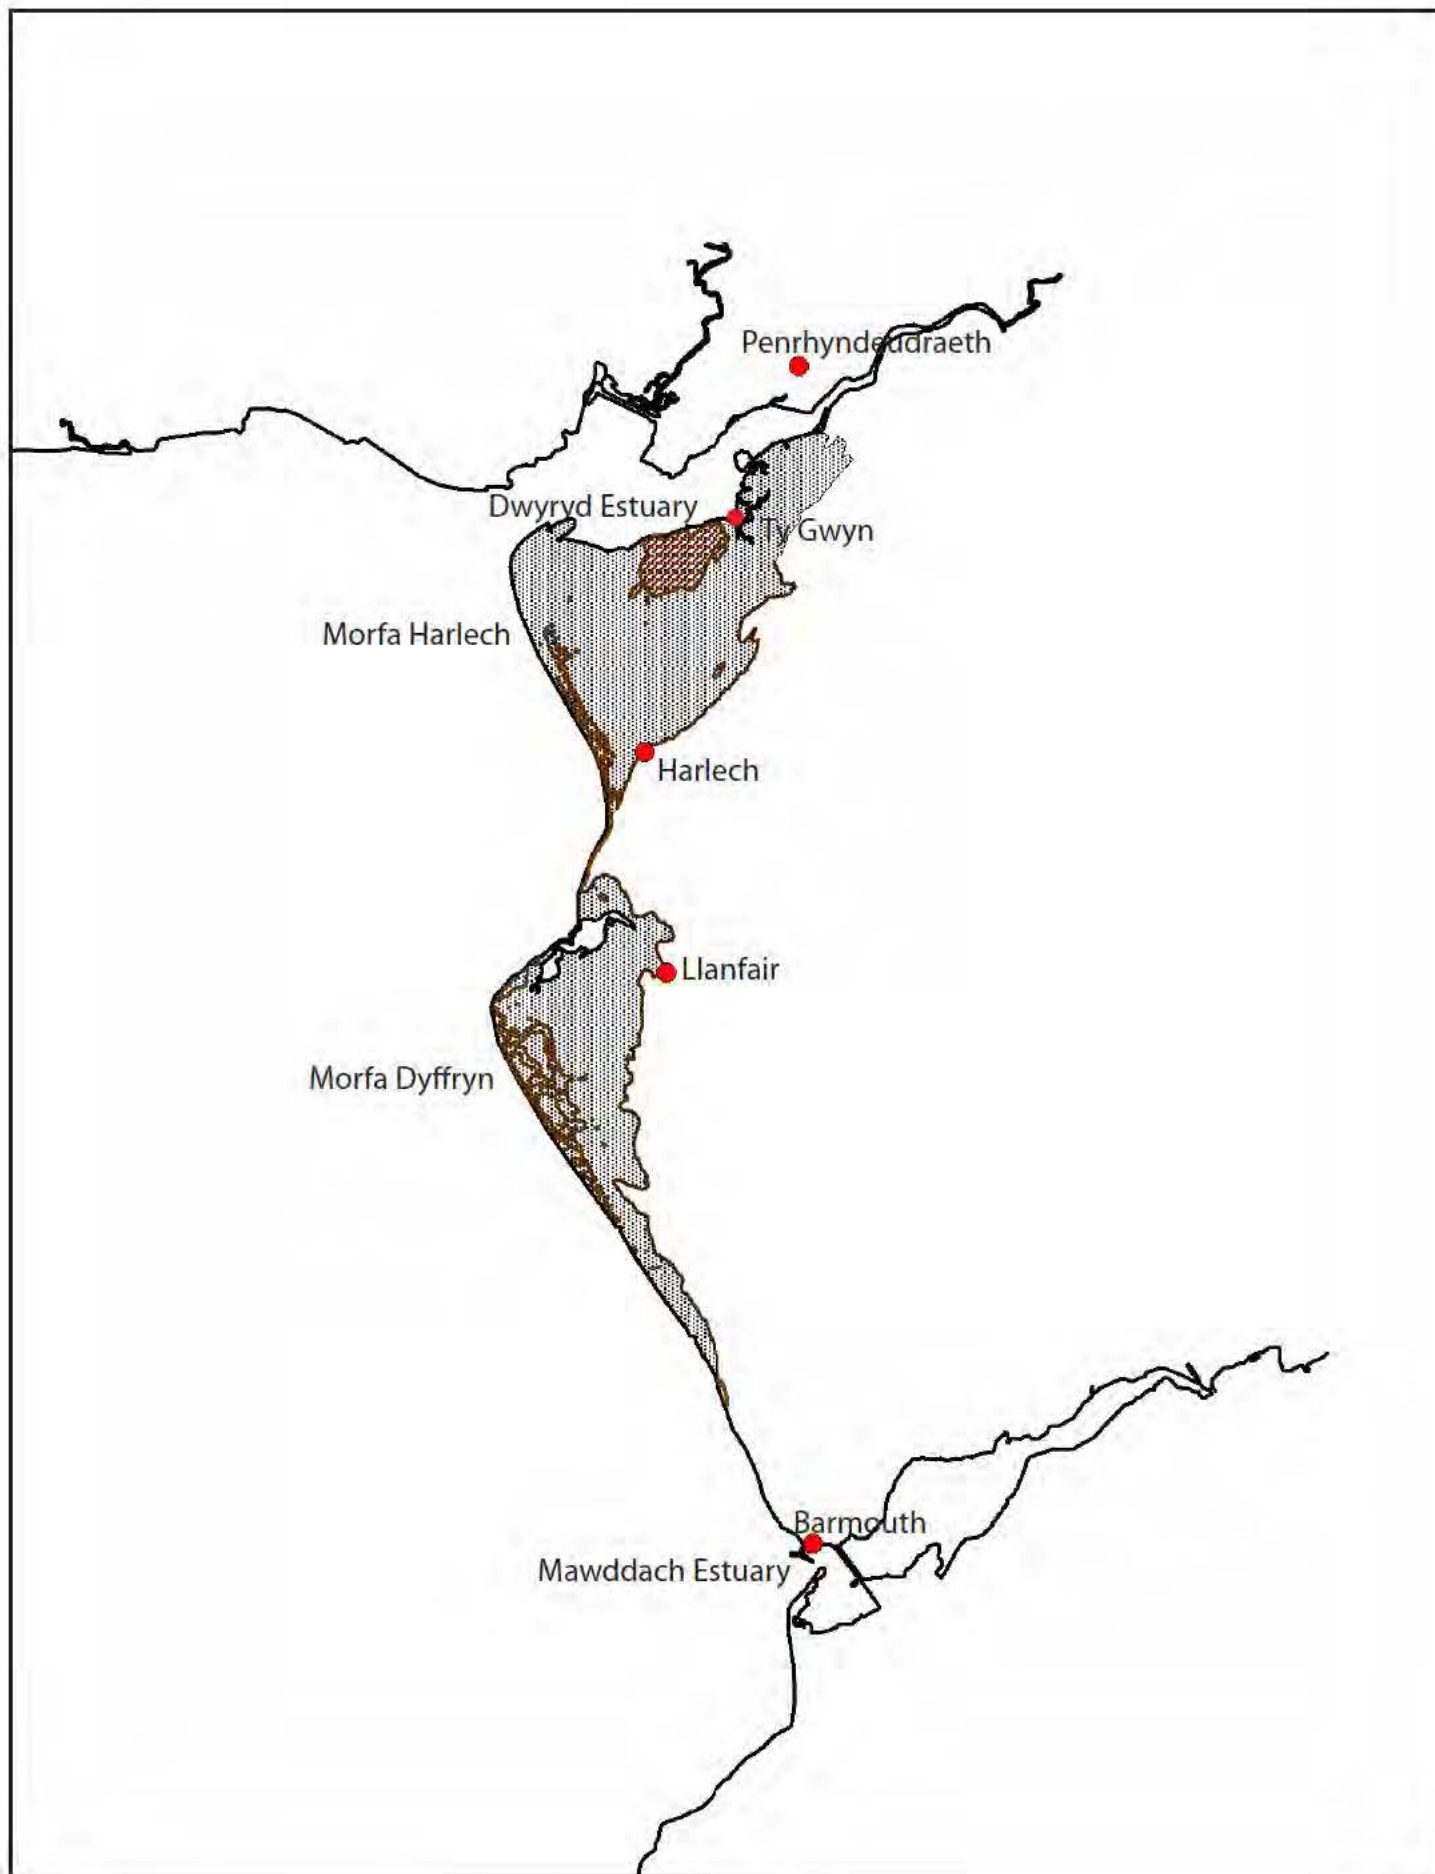 Penrhyndeudraeth
Dwyryd Estuary
Ty Gwyn
Morfa Harlech
Harlech
Llanfair
Morfa Dyffryn
Barmouth
Mawddach Estuary